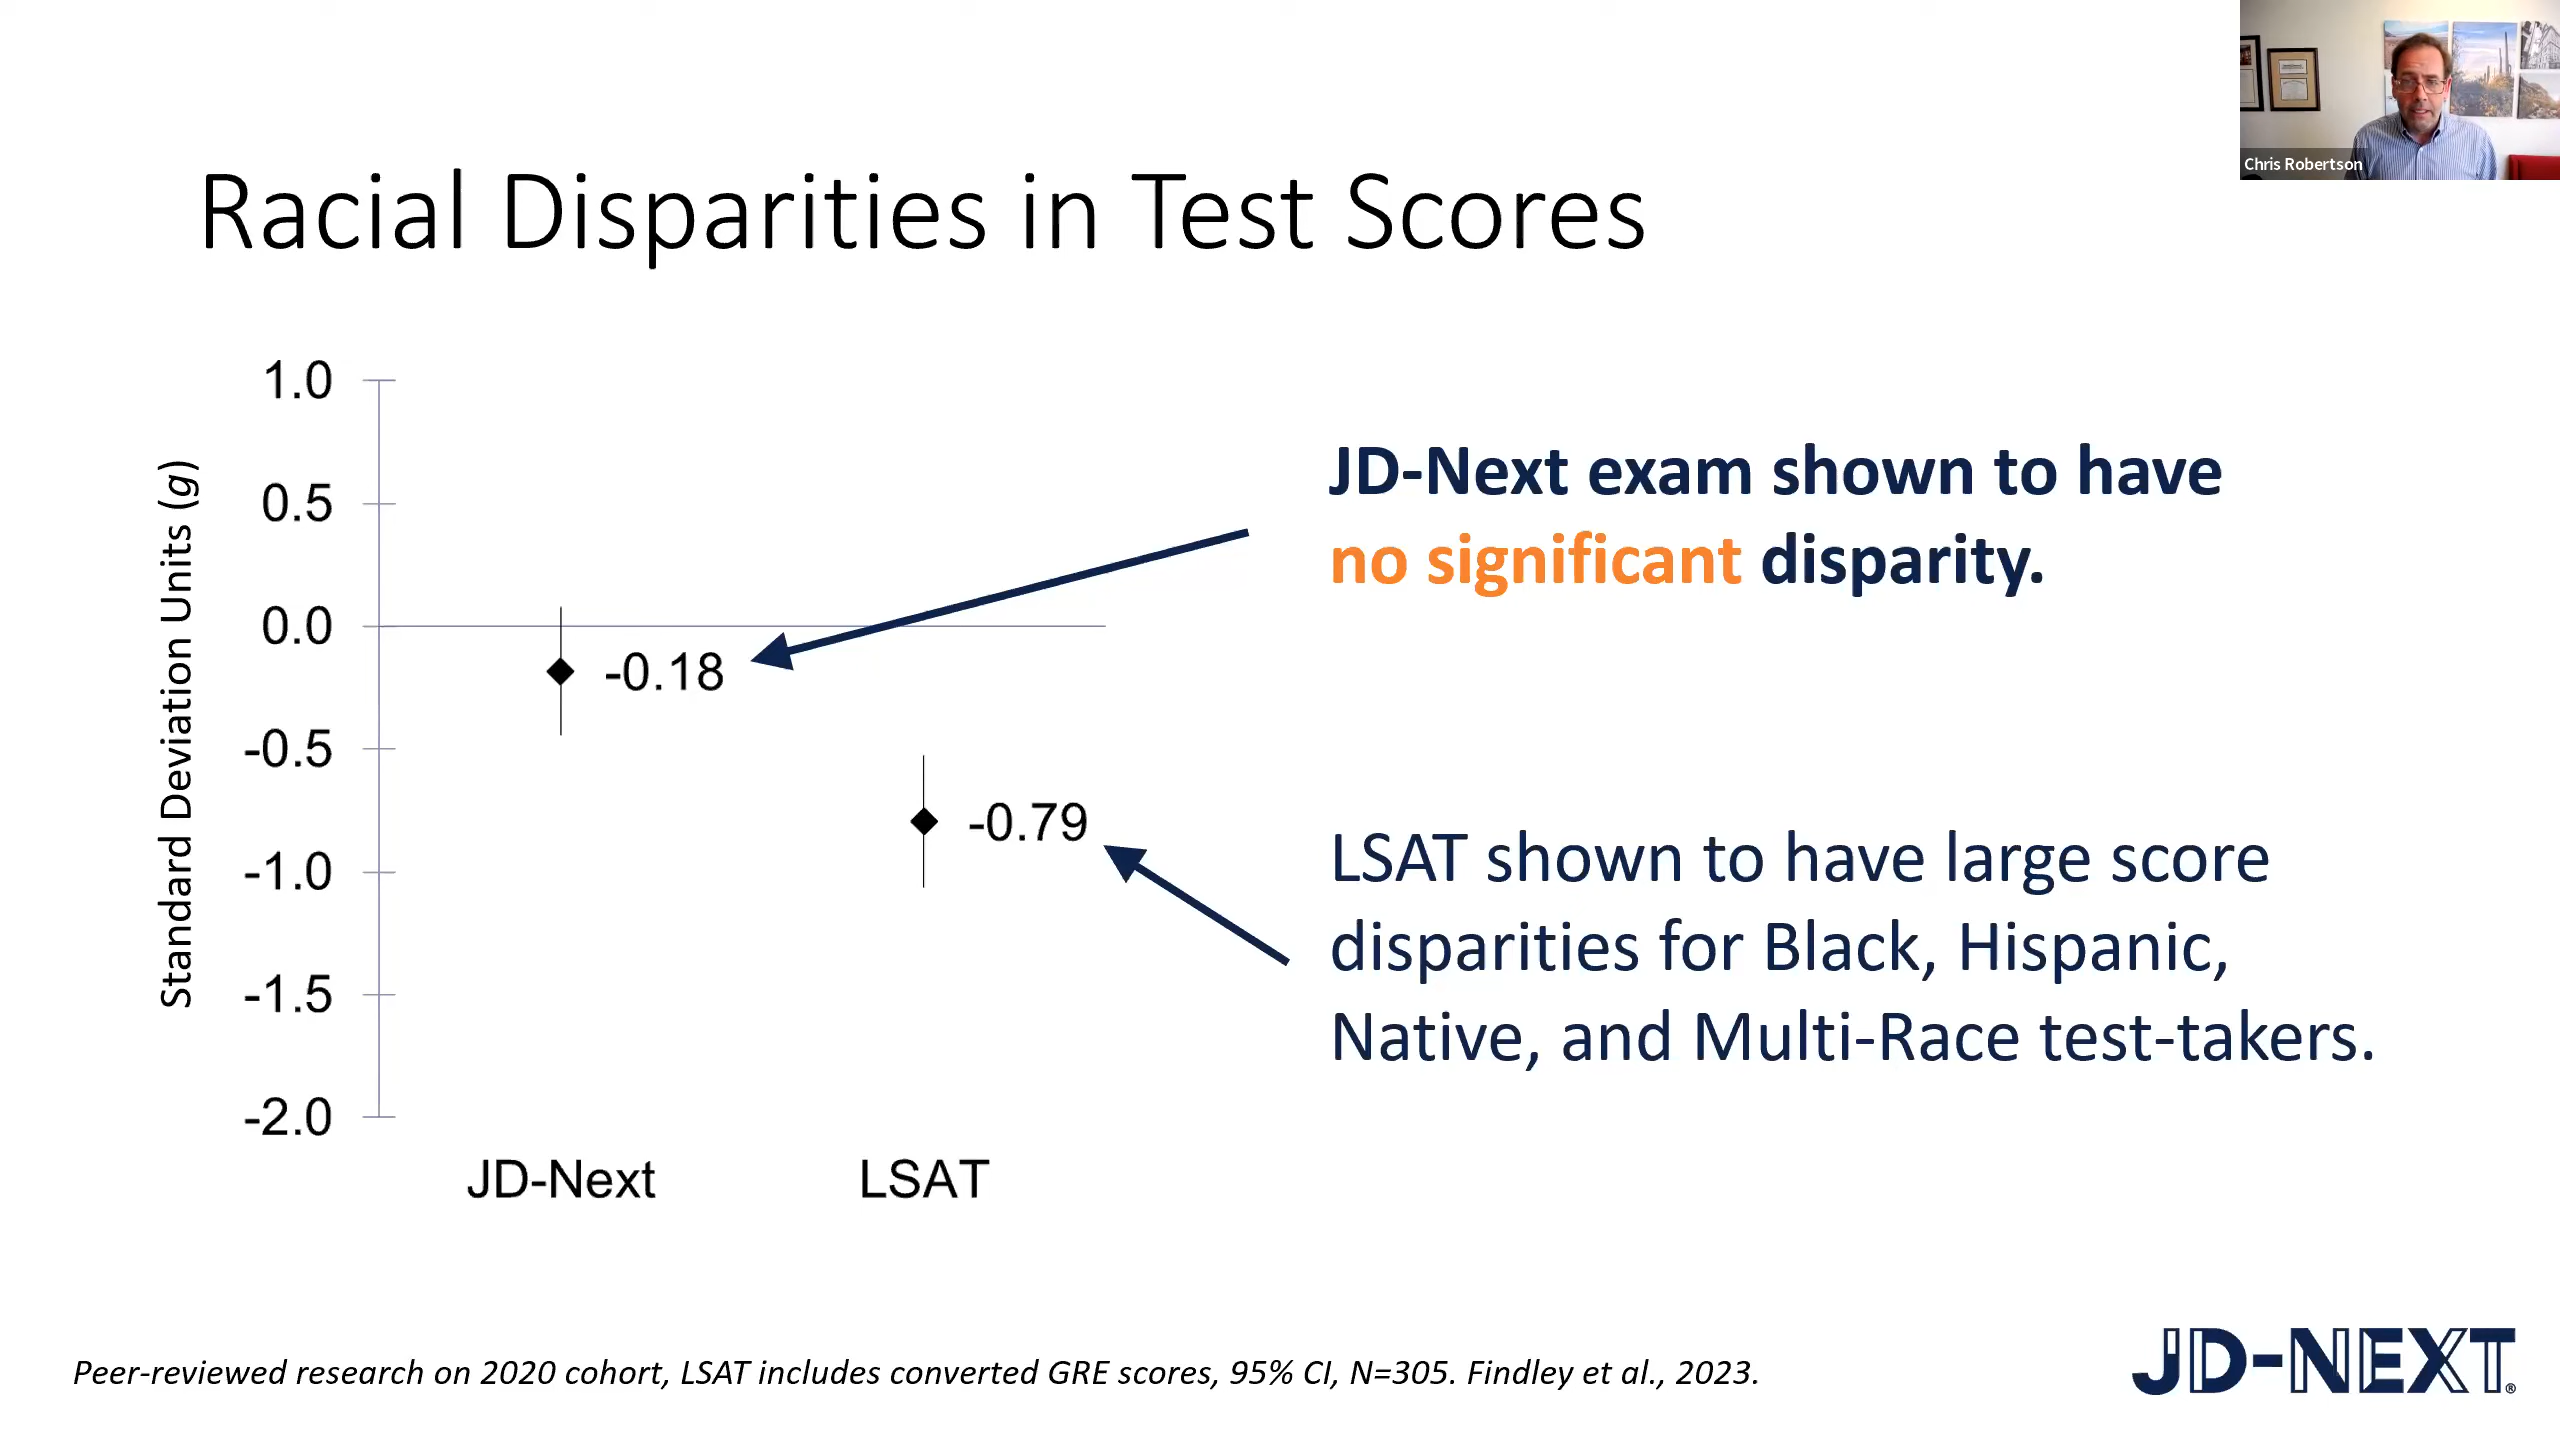 Chris Robertson
Racial Disparities in Test Scores
Standard Deviation Units (g)
1.0
0.5
0.0
-0.5
-1.0
-1.5
-2.0
-0.18
-0.79
JD-Next
LSAT
JD-Next exam shown to have
no significant disparity.
LSAT shown to have large score
disparities for Black, Hispanic,
Native, and Multi-Race test-takers.
Peer-reviewed research on 2020 cohort, LSAT includes converted GRE scores, 95% CI, N=305. Findley et al., 2023.
JD-NEXT®